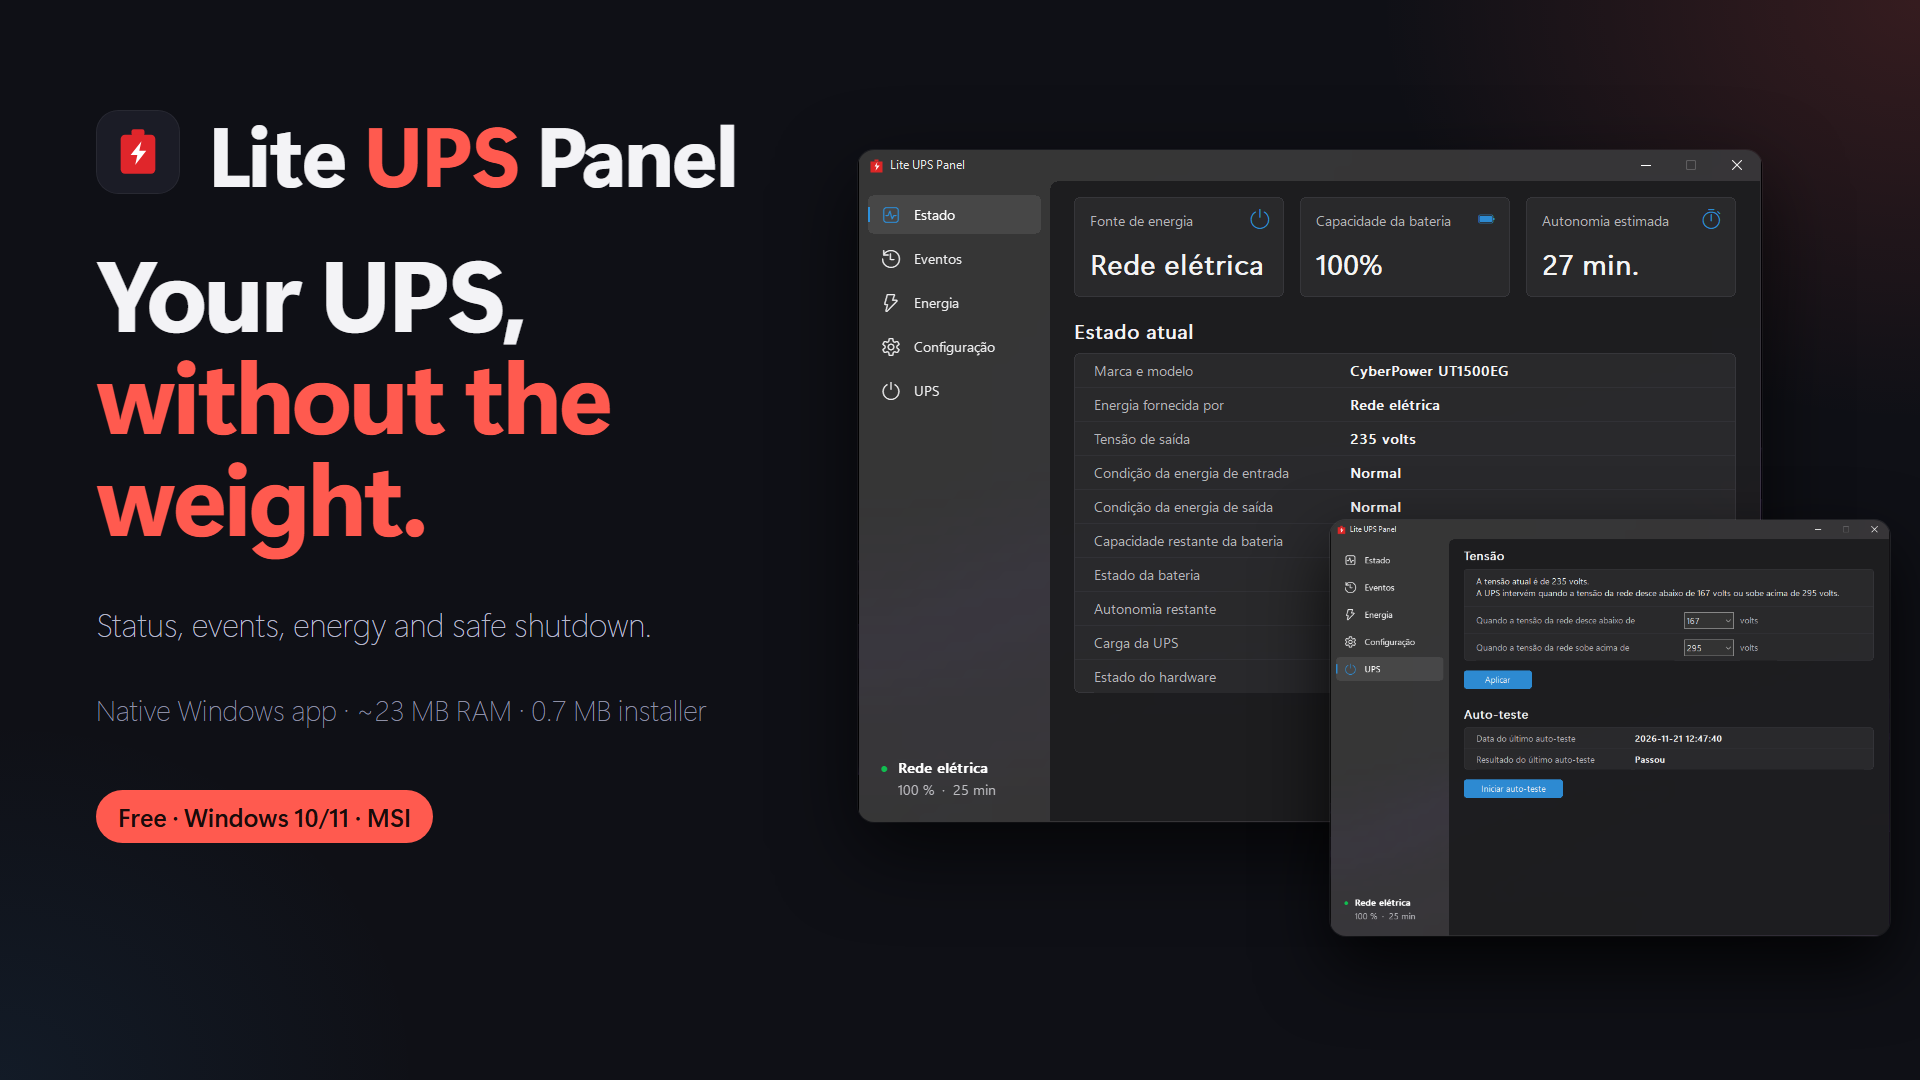 Lite UPS Panel
Your UPS,
without the
weight.
Status, events, energy and safe shutdown.
Native Windows app · ~23 MB RAM · 0.7 MB installer
Free · Windows 10/11 · MSI
Lite UPS Panel
Estado
Eventos
Energia
Configuração
UPS
Rede elétrica
100 % · 25 min
Fonte de energia
Rede elétrica
Capacidade da bateria
100%
Autonomia estimada
27 min.
Estado atual
Marca e modelo CyberPower UT1500EG
Energia fornecida por Rede elétrica
Tensão de saída 235 volts
Condição da energia de entrada Normal
Condição da energia de saída Normal
Capacidade restante da bateria
Estado da bateria
Autonomia restante
Carga da UPS
Estado do hardware
Lite UPS Panel
Estado
Eventos
Energia
Configuração
UPS
Rede elétrica
100 % · 25 min
Tensão
A tensão atual é de 235 volts.
A UPS intervém quando a tensão da rede desce abaixo de 167 volts ou sobe acima de 295 volts.
Quando a tensão da rede desce abaixo de 167 volts
Quando a tensão da rede sobe acima de 295 volts
Aplicar
Auto-teste
Data do último auto-teste 2026-11-21 12:47:40
Resultado do último auto-teste Passou
Iniciar auto-teste